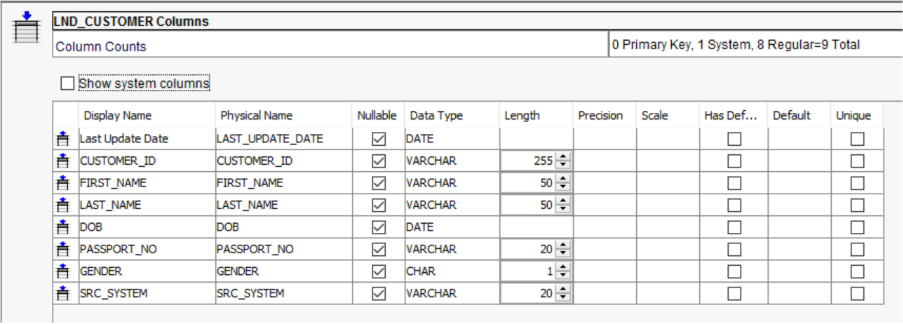 LND_CUSTOMER Columns
Column Counts 0 Primary Key, 1 System, 8 Regular=9 Total
Show system columns
Display Name Physical Name Nullable Data Type Length Precision Scale Has Def... Default Unique
Last Update Date LAST_UPDATE_DATE DATE
CUSTOMER_ID CUSTOMER_ID VARCHAR 255
FIRST_NAME FIRST_NAME VARCHAR 50
LAST_NAME LAST_NAME VARCHAR 50
DOB DOB DATE
PASSPORT_NO PASSPORT_NO VARCHAR 20
GENDER GENDER CHAR 1
SRC_SYSTEM SRC_SYSTEM VARCHAR 20